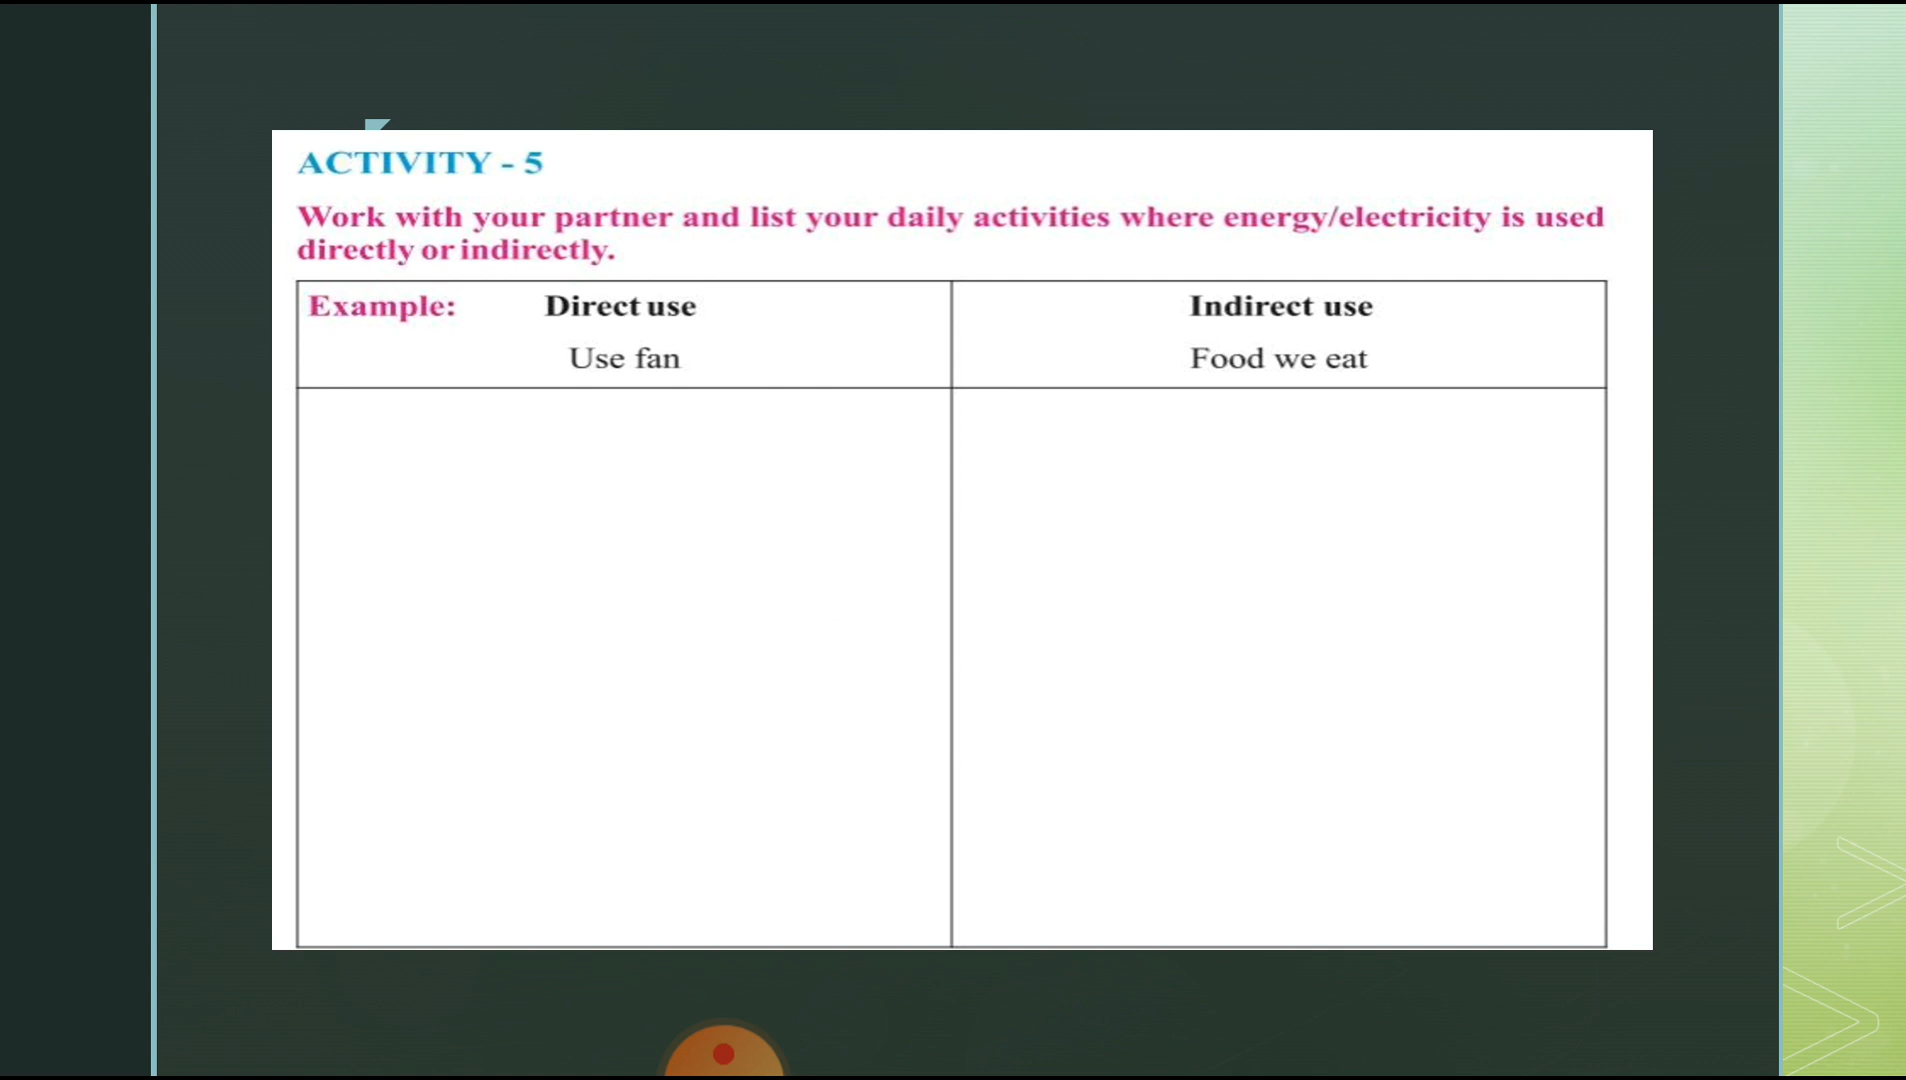 ACTIVITY - 5
Work with your partner and list your daily activities where energy/electricity is used
directly or indirectly.
Example: Direct use Indirect use
Use fan Food we eat